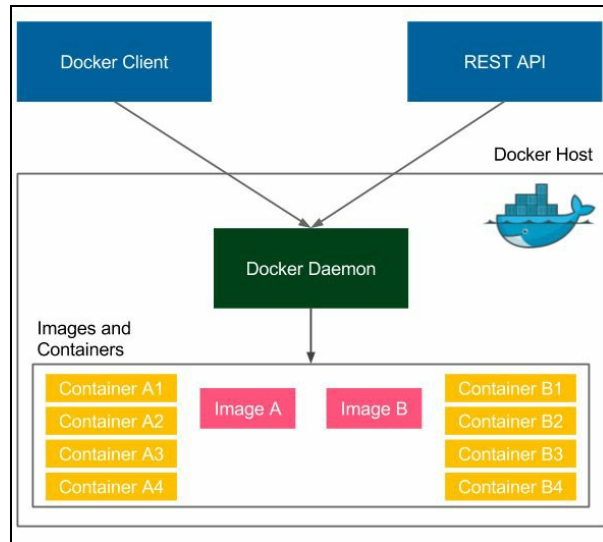 Docker Client
REST API
Docker Host
Docker Daemon
Images and
Containers
Container A1
Container A2
Container A3
Container A4
Image A
Image B
Container B1
Container B2
Container B3
Container B4